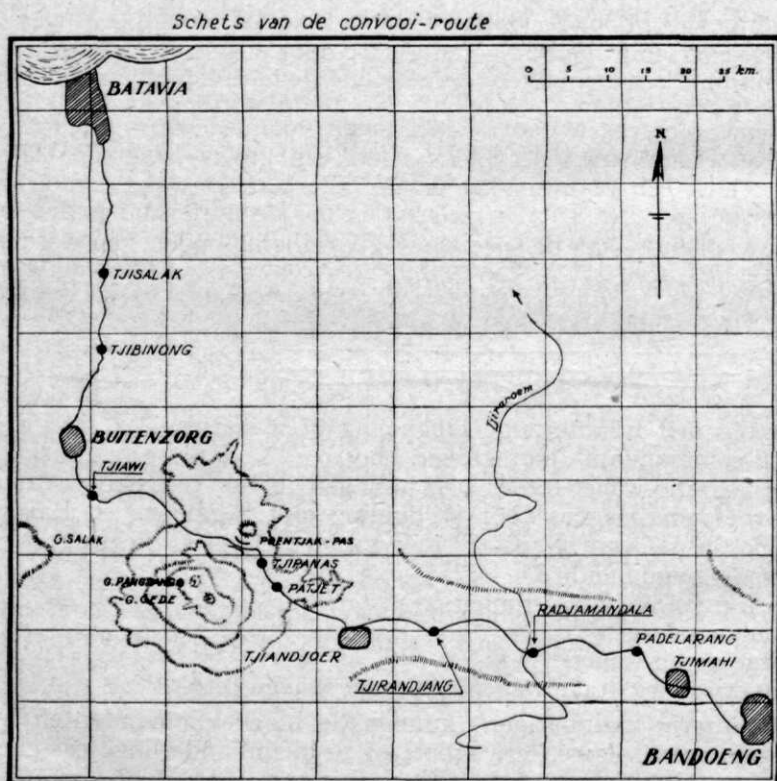 Schets van de convooi-route
BATAVIA
0 5 10 15 20 25 km.
N
TJISALAK
TJIBINONG
Tjiraroem
BUITENZORG
TJIAWI
G. SALAK
POENTJAK-PAS
TJIPANAS
G. PANGRANGO
G. GEDE
PATJET
RADJAMANDALA
PADELARANG
TJIANDJOER
TJIMAHI
TJIRANDJANG
BANDOENG